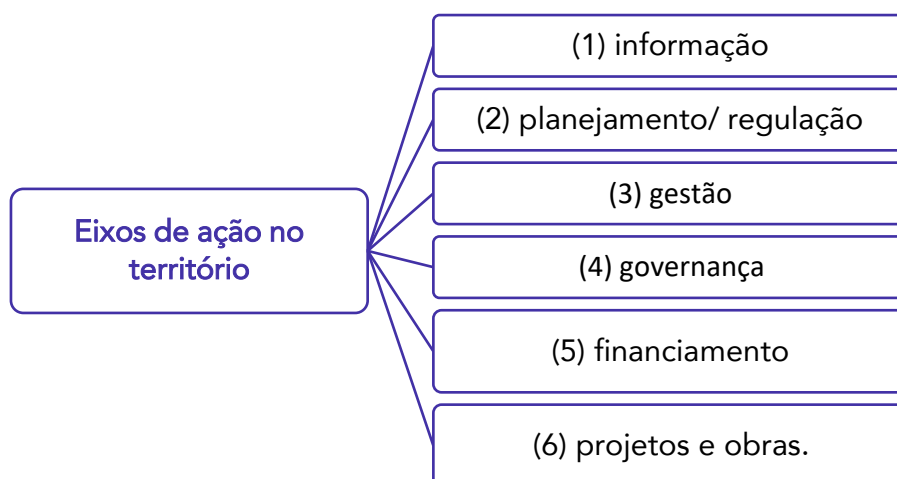 (1) informação
(2) planejamento/ regulação
(3) gestão
(4) governança
(5) financiamento
(6) projetos e obras.
Eixos de ação no
território